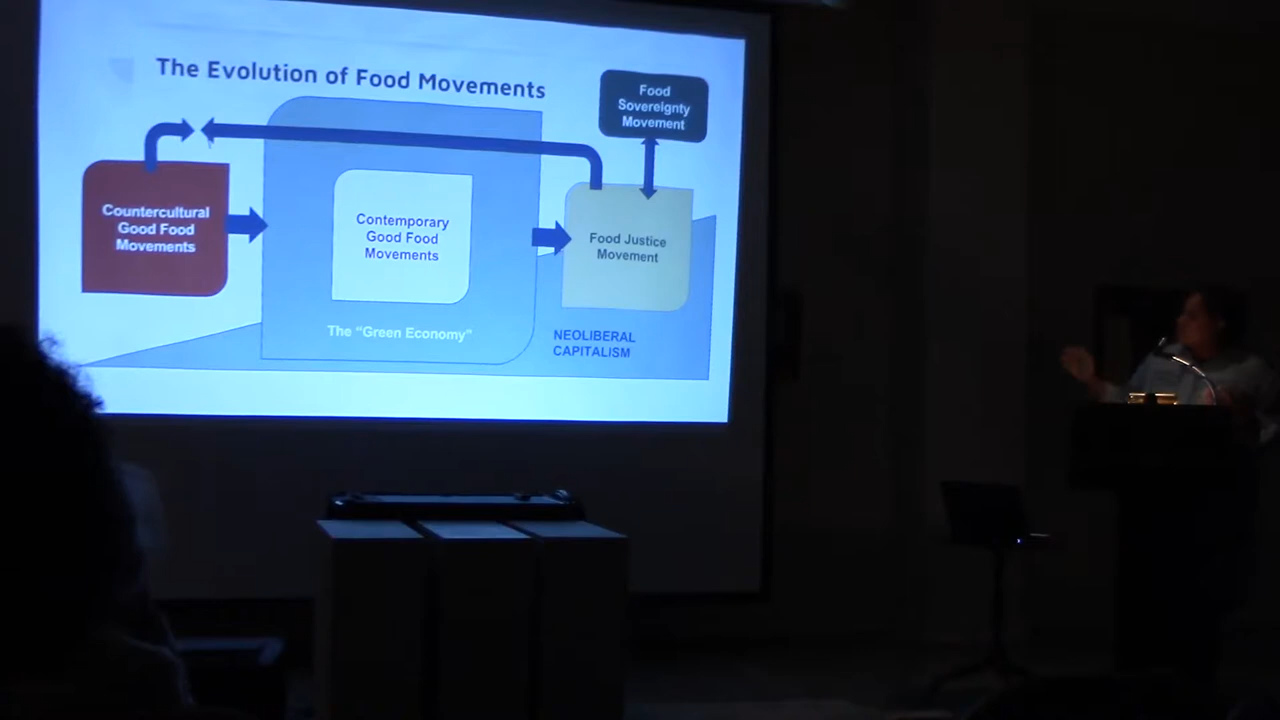 The Evolution of Food Movements
Food
Sovereignty
Movement
Countercultural
Good Food
Movements
Contemporary
Good Food
Movements
Food Justice
Movement
The "Green Economy"
NEOLIBERAL
CAPITALISM